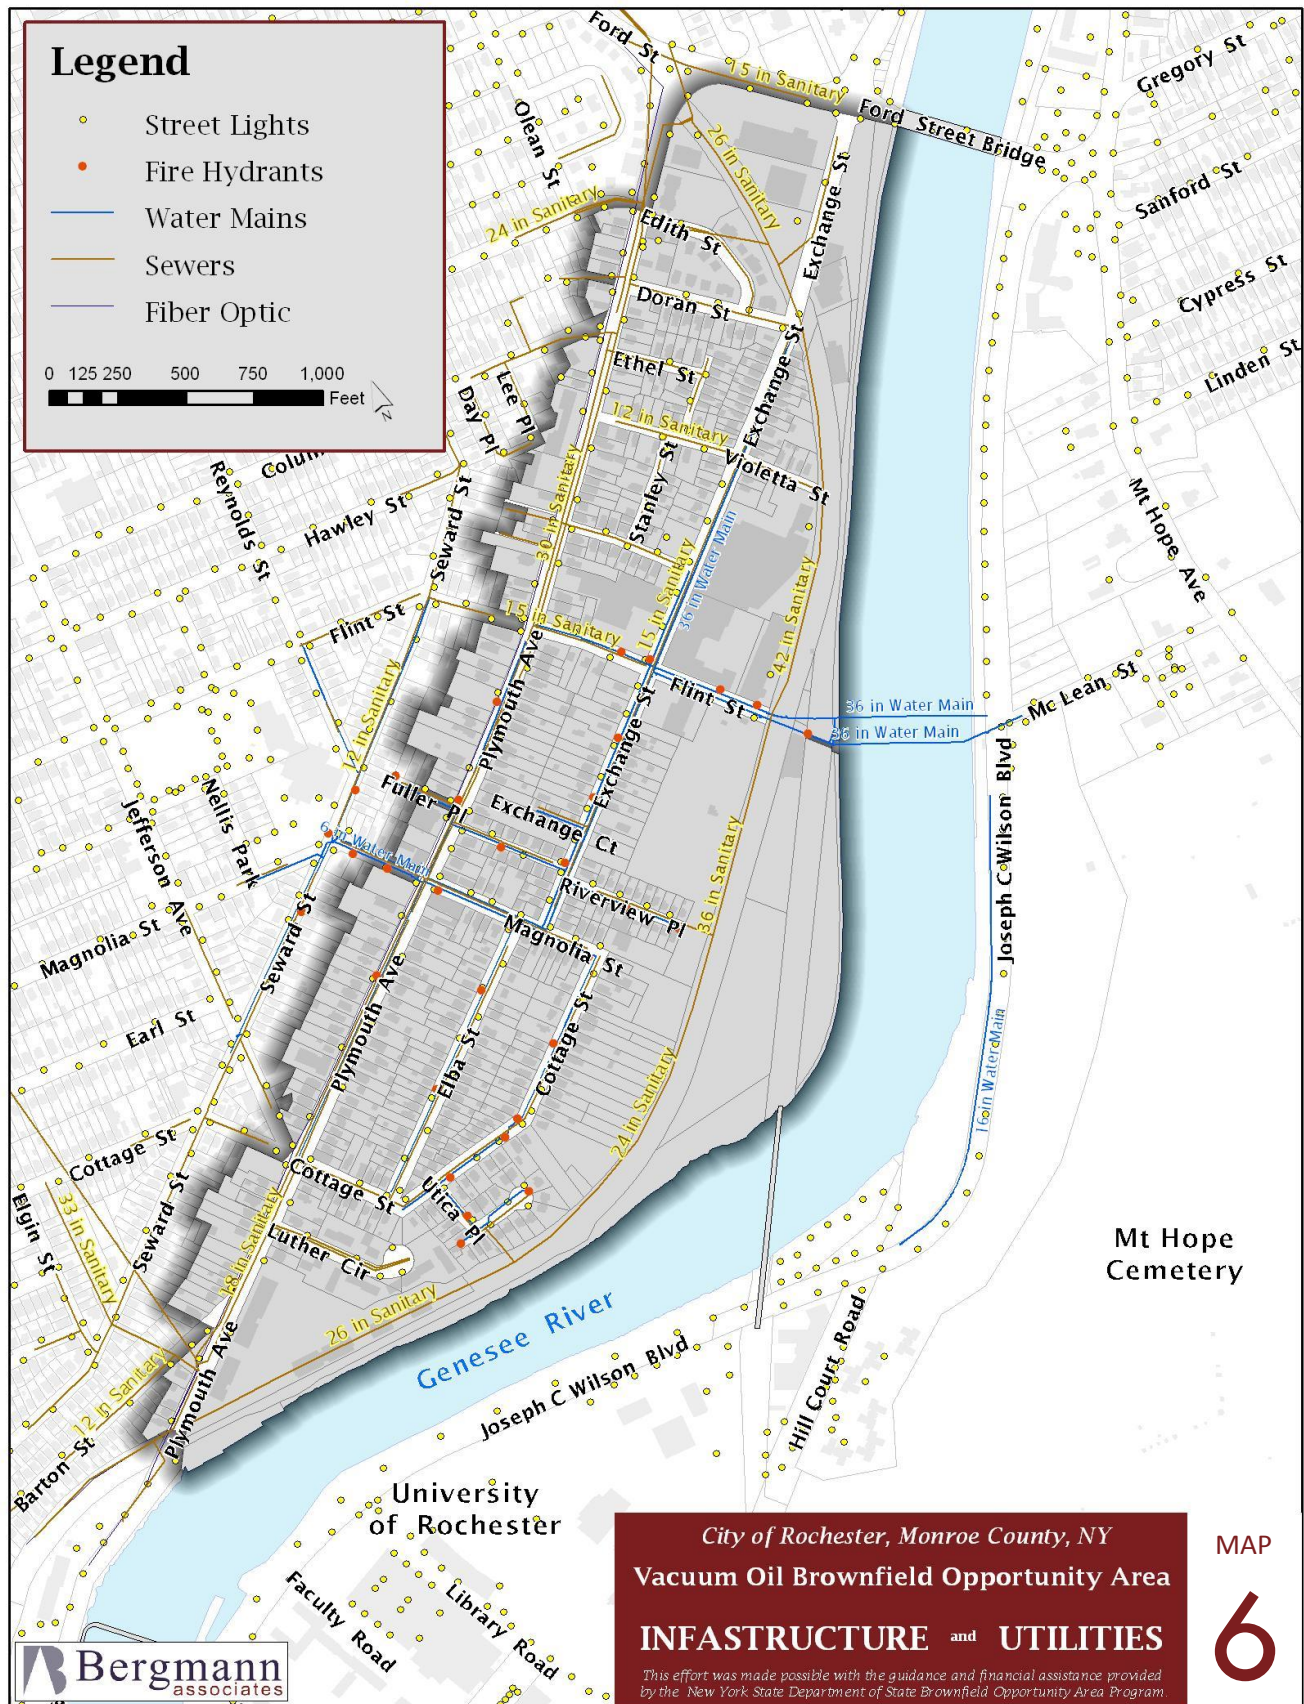 Legend
Street Lights
Fire Hydrants
Water Mains
Sewers
Fiber Optic
0 125 250 500 750 1,000
Feet
N
Ford St
15 in Sanitary
Ford Street Bridge
Gregory St
Olean St
26 in Sanitary
Exchange St
Sanford St
24 in Sanitary
Edith St
Cypress St
Doran St
Exchange St
Linden St
Ethel St
Lee Pl
Day Pl
12 in Sanitary
Violetta St
Colum
Reynolds St
Hawley St
Seward St
30 in Sanitary
Stanley St
36 in Water Main
15 in Sanitary
42 in Sanitary
Mt Hope Ave
Flint St
15 in Sanitary
12 in Sanitary
Plymouth Ave
Flint St
Exchange St
36 in Water Main
36 in Water Main
Mc Lean St
Joseph C Wilson Blvd
Nellis Park
Jefferson Ave
Fuller Pl
Exchange Ct
6 in Water Main
Riverview Pl
36 in Sanitary
Magnolia St
Magnolia St
Seward St
Earl St
Plymouth Ave
Elba St
Cottage St
24 in Sanitary
16 in Water Main
Cottage St
Cottage St
Utica Pl
Elgin St
33 in Sanitary
Seward St
18 in Sanitary
Luther Cir
26 in Sanitary
Genesee River
Mt Hope
Cemetery
Hill Court Road
Joseph C Wilson Blvd
12 in Sanitary
Plymouth Ave
Barton St
University
of Rochester
Faculty Road
Library Road
City of Rochester, Monroe County, NY
Vacuum Oil Brownfield Opportunity Area
INFASTRUCTURE and UTILITIES
This effort was made possible with the guidance and financial assistance provided
by the New York State Department of State Brownfield Opportunity Area Program.
MAP
6
Bergmann
associates